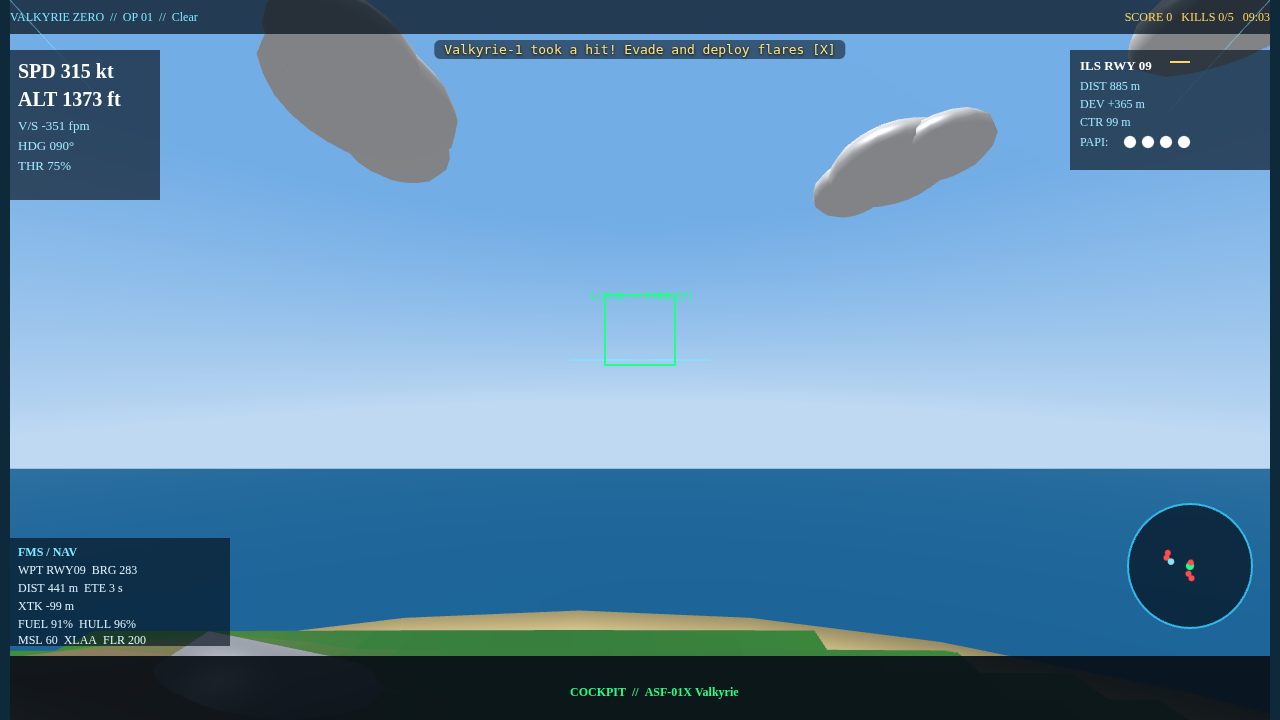 VALKYRIE ZERO // OP 01 // Clear
SCORE 0 KILLS 0/5 09:03
Valkyrie-1 took a hit! Evade and deploy flares [X]
SPD 315 kt
ALT 1373 ft
V/S -351 fpm
HDG 090°
THR 75%
ILS RWY 09
DIST 885 m
DEV +365 m
CTR 99 m
PAPI:
FMS / NAV
WPT RWY09 BRG 283
DIST 441 m ETE 3 s
XTK -99 m
FUEL 91% HULL 96%
MSL 60 XLAA FLR 200
COCKPIT // ASF-01X Valkyrie